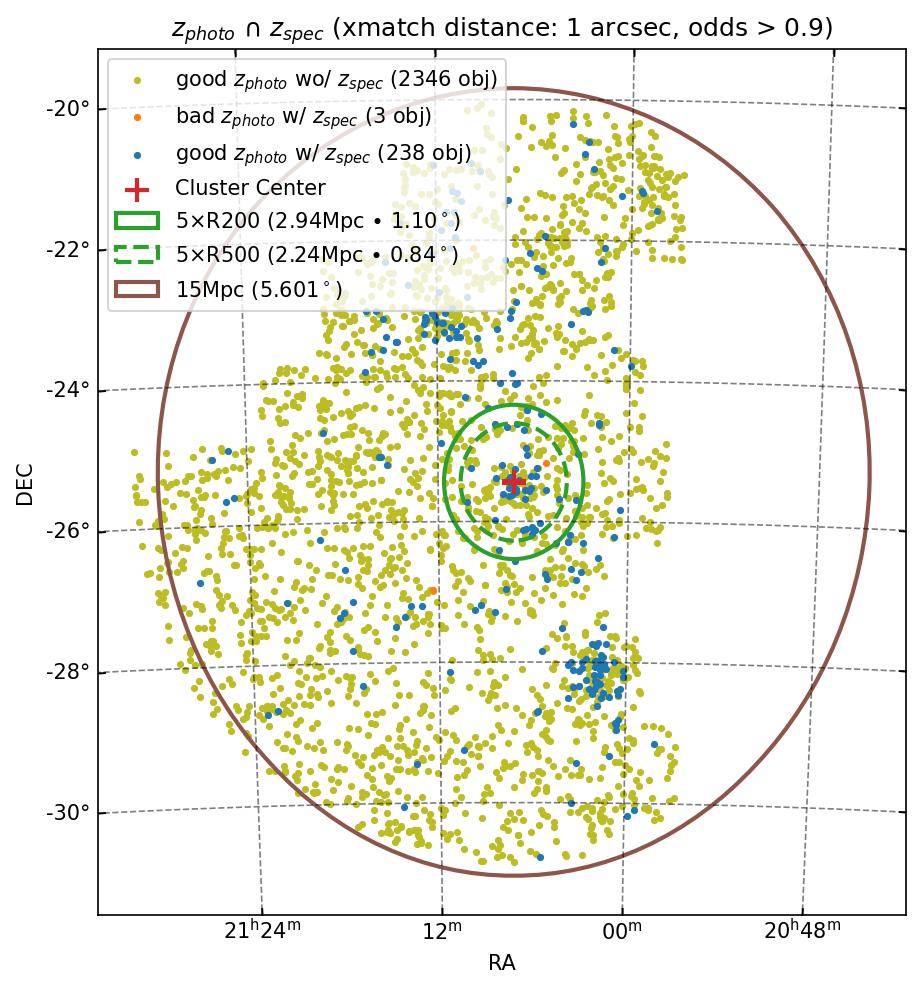 z_photo ∩ z_spec (xmatch distance: 1 arcsec, odds > 0.9)
good z_photo wo/ z_spec (2346 obj)
bad z_photo w/ z_spec (3 obj)
good z_photo w/ z_spec (238 obj)
Cluster Center
5×R200 (2.94Mpc • 1.10°)
5×R500 (2.24Mpc • 0.84°)
15Mpc (5.601°)
-20°
-22°
-24°
-26°
-28°
-30°
DEC
21h24m 12m 00m 20h48m
RA